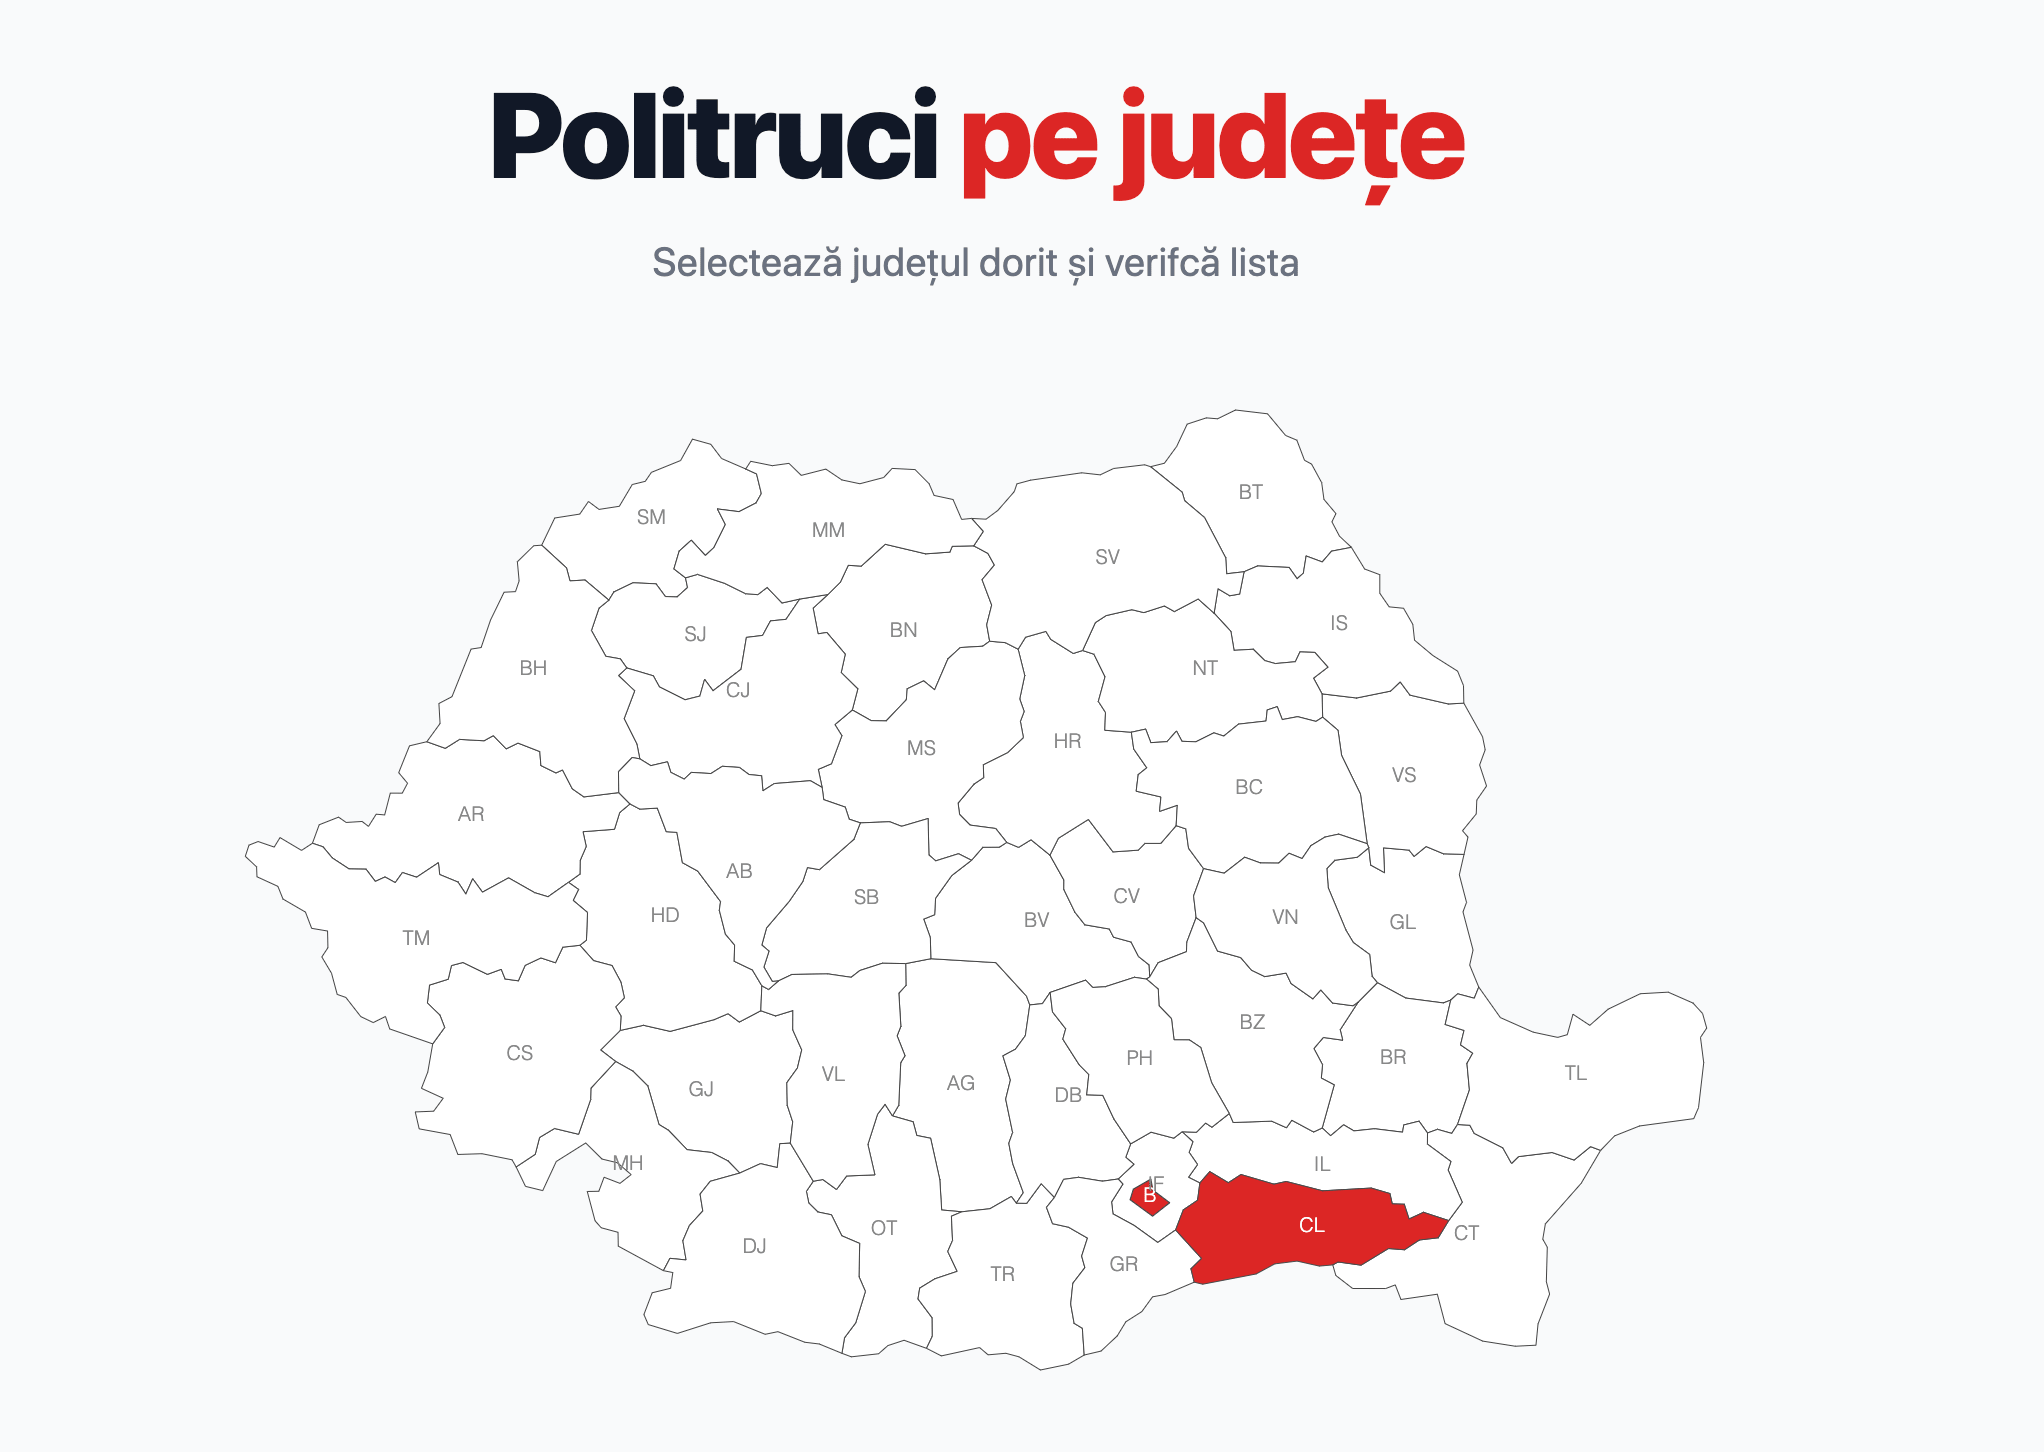 Politruci pe județe
Selectează județul dorit și verifcă lista
BT
SM
MM
SV
IS
BN
SJ
BH
NT
CJ
HR
MS
VS
BC
AR
AB
CV
SB
HD
VN
BV
GL
TM
BZ
CS
BR
PH
TL
VL
AG
GJ
DB
MH
IL
IF
B
CL
OT
CT
DJ
GR
TR